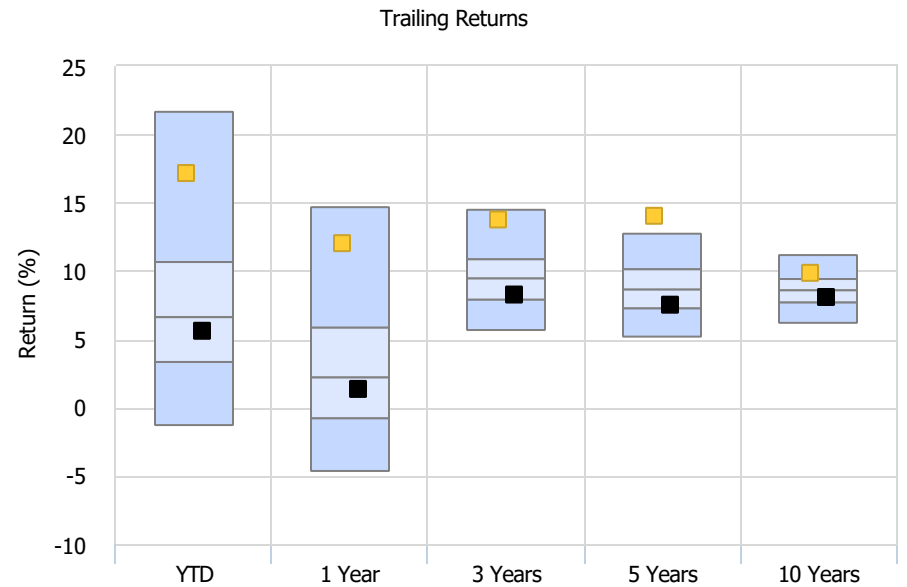 Trailing Returns
25
20
15
10
5
0
-5
-10
Return (%)
YTD
1 Year
3 Years
5 Years
10 Years